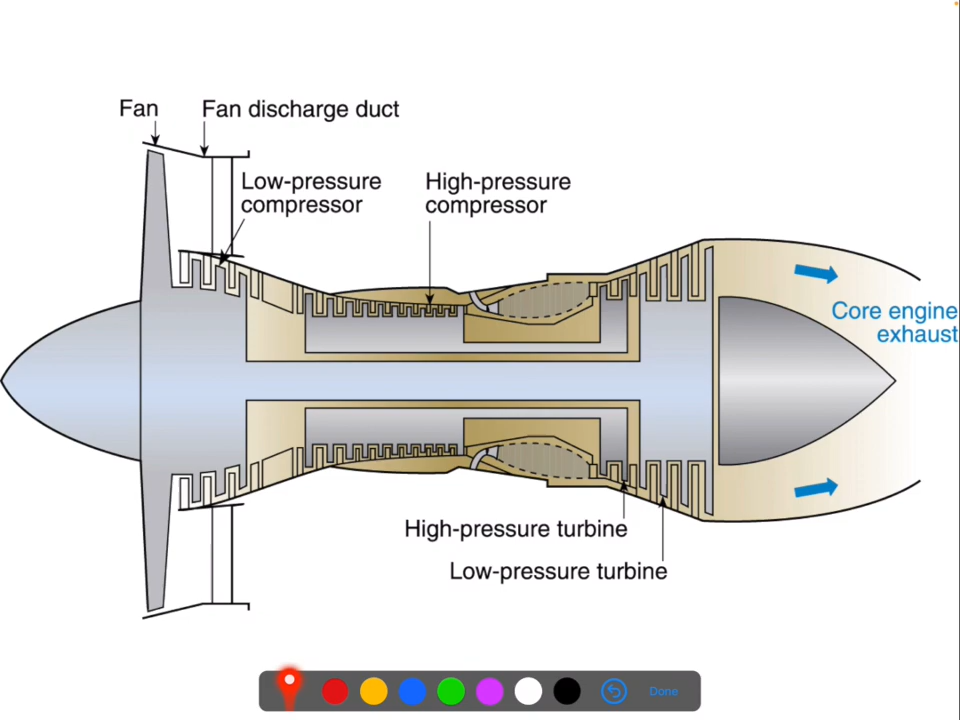 Fan
Fan discharge duct
Low-pressure
compressor
High-pressure
compressor
Core engine
exhaust
High-pressure turbine
Low-pressure turbine
Done